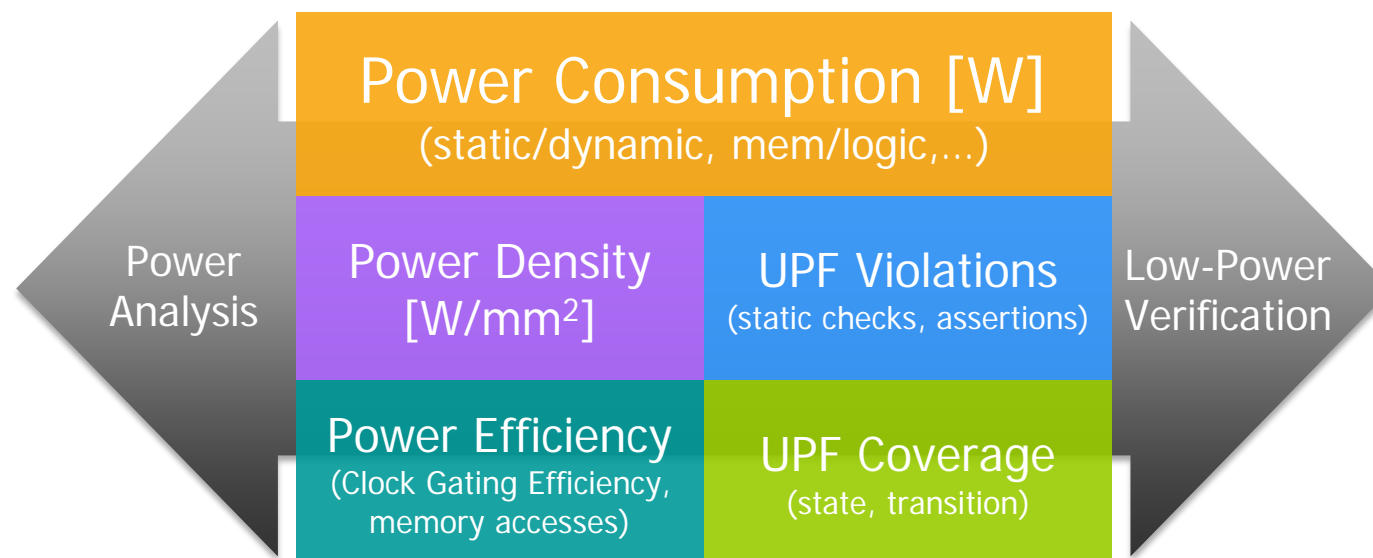 Power Consumption [W]
(static/dynamic, mem/logic,...)
Power
Analysis
Power Density
[W/mm²]
UPF Violations
(static checks, assertions)
Low-Power
Verification
Power Efficiency
(Clock Gating Efficiency,
memory accesses)
UPF Coverage
(state, transition)